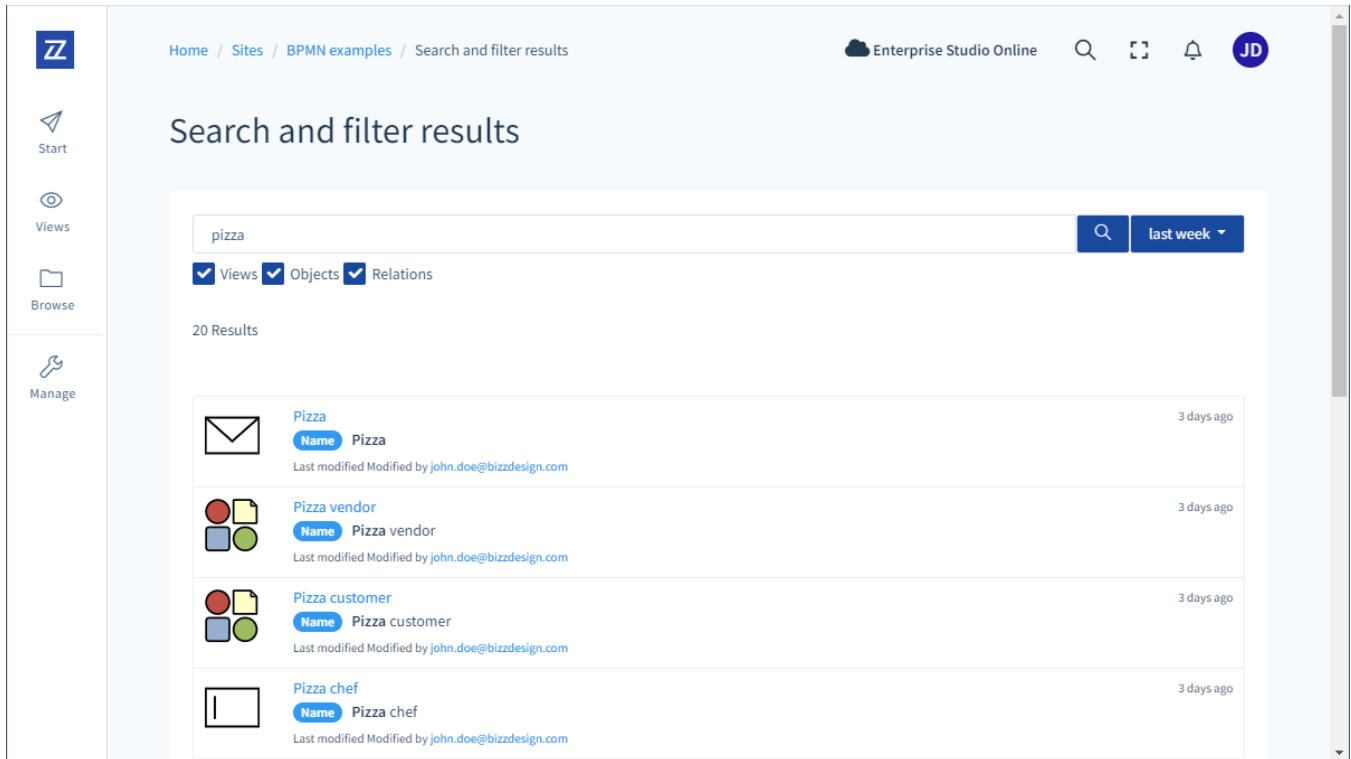 Home / Sites / BPMN examples / Search and filter results
Enterprise Studio Online
JD
Start
Views
Browse
Manage
Search and filter results
pizza
last week
Views Objects Relations
20 Results
Pizza
3 days ago
Name Pizza
Last modified Modified by john.doe@bizzdesign.com
Pizza vendor
3 days ago
Name Pizza vendor
Last modified Modified by john.doe@bizzdesign.com
Pizza customer
3 days ago
Name Pizza customer
Last modified Modified by john.doe@bizzdesign.com
Pizza chef
3 days ago
Name Pizza chef
Last modified Modified by john.doe@bizzdesign.com